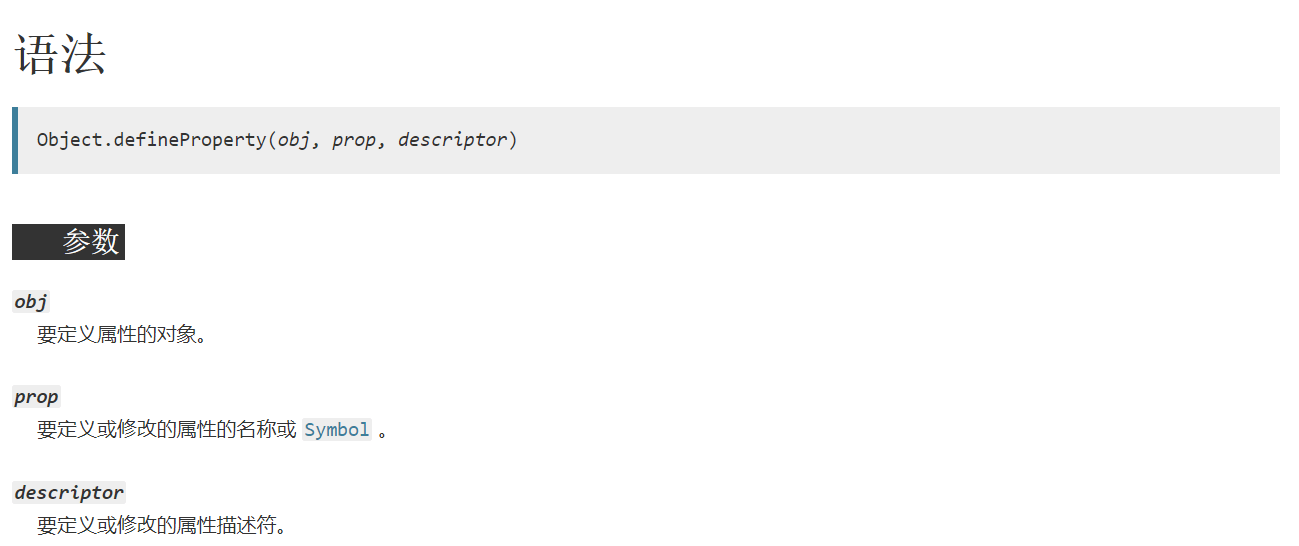 语法
Object.defineProperty(obj, prop, descriptor)
参数
obj
要定义属性的对象。
prop
要定义或修改的属性的名称或 Symbol 。
descriptor
要定义或修改的属性描述符。